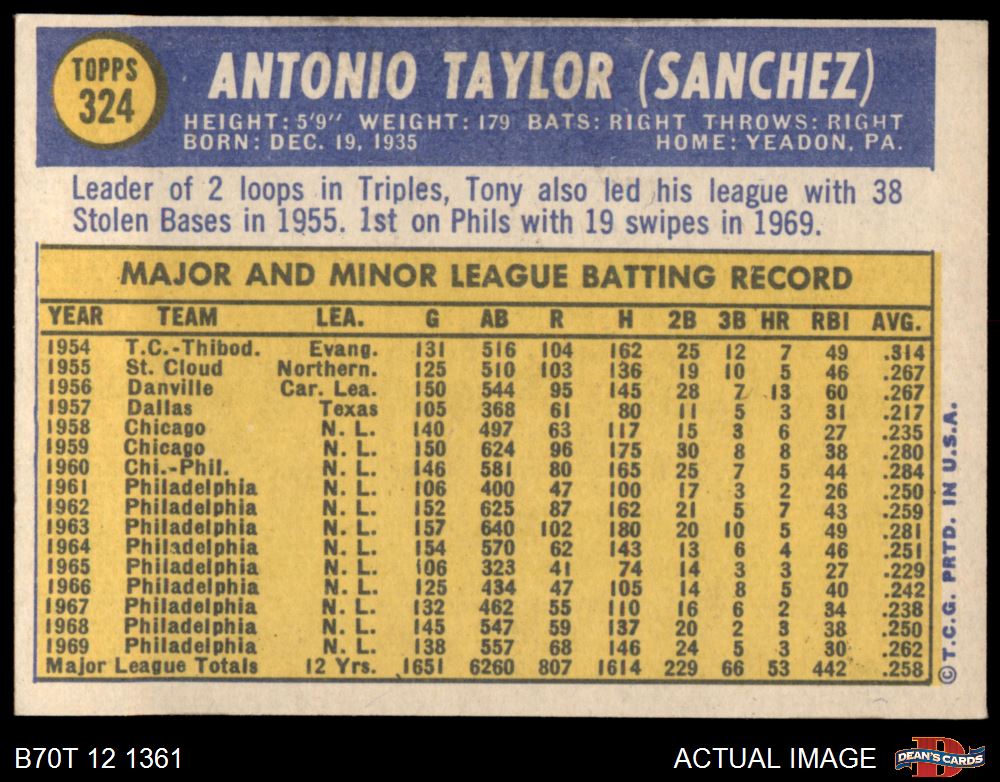 TOPPS
324
ANTONIO TAYLOR (SANCHEZ)
HEIGHT: 5'9" WEIGHT: 179 BATS: RIGHT THROWS: RIGHT
BORN: DEC. 19, 1935 HOME: YEADON, PA.
Leader of 2 loops in Triples, Tony also led his league with 38
Stolen Bases in 1955. 1st on Phils with 19 swipes in 1969.
MAJOR AND MINOR LEAGUE BATTING RECORD
YEAR TEAM LEA. G AB R H 2B 3B HR RBI AVG.
1954 T.C.-Thibod. Evang. 131 516 104 162 25 12 7 49 .314
1955 St. Cloud Northern. 125 510 103 136 19 10 5 46 .267
1956 Danville Car. Lea. 150 544 95 145 28 7 13 60 .267
1957 Dallas Texas 105 368 61 80 11 5 3 31 .217
1958 Chicago N. L. 140 497 63 117 15 3 6 27 .235
1959 Chicago N. L. 150 624 96 175 30 8 8 38 .280
1960 Chi.-Phil. N. L. 146 581 80 165 25 7 5 44 .284
1961 Philadelphia N. L. 106 400 47 100 17 3 2 26 .250
1962 Philadelphia N. L. 152 625 87 162 21 5 7 43 .259
1963 Philadelphia N. L. 157 640 102 180 20 10 5 49 .281
1964 Philadelphia N. L. 154 570 62 143 13 6 4 46 .251
1965 Philadelphia N. L. 106 323 41 74 14 3 3 27 .229
1966 Philadelphia N. L. 125 434 47 105 14 8 5 40 .242
1967 Philadelphia N. L. 132 462 55 110 16 6 2 34 .238
1968 Philadelphia N. L. 145 547 59 137 20 2 3 38 .250
1969 Philadelphia N. L. 138 557 68 146 24 5 3 30 .262
Major League Totals 12 Yrs. 1651 6260 807 1614 229 66 53 442 .258
© T.C.G. PRTD. IN U.S.A.
B70T 12 1361 ACTUAL IMAGE
D
DEAN'S CARDS